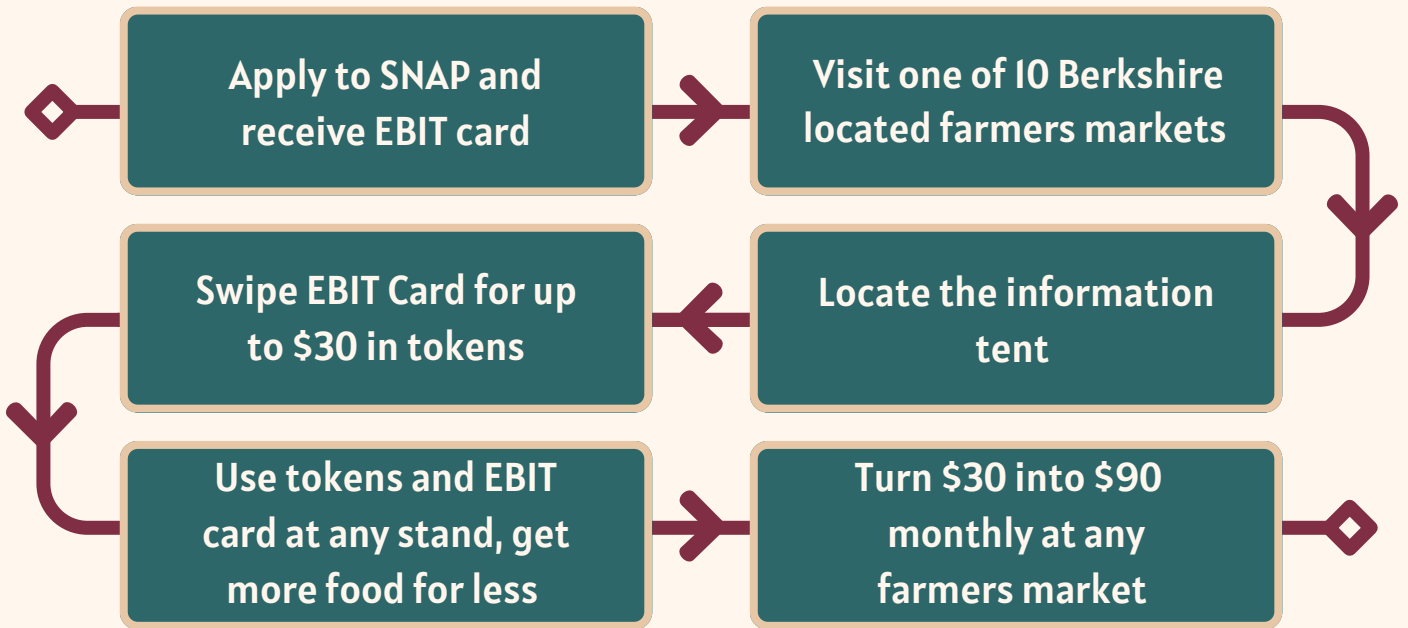 Apply to SNAP and
receive EBIT card
Visit one of 10 Berkshire
located farmers markets
Locate the information
tent
Swipe EBIT Card for up
to $30 in tokens
Use tokens and EBIT
card at any stand, get
more food for less
Turn $30 into $90
monthly at any
farmers market